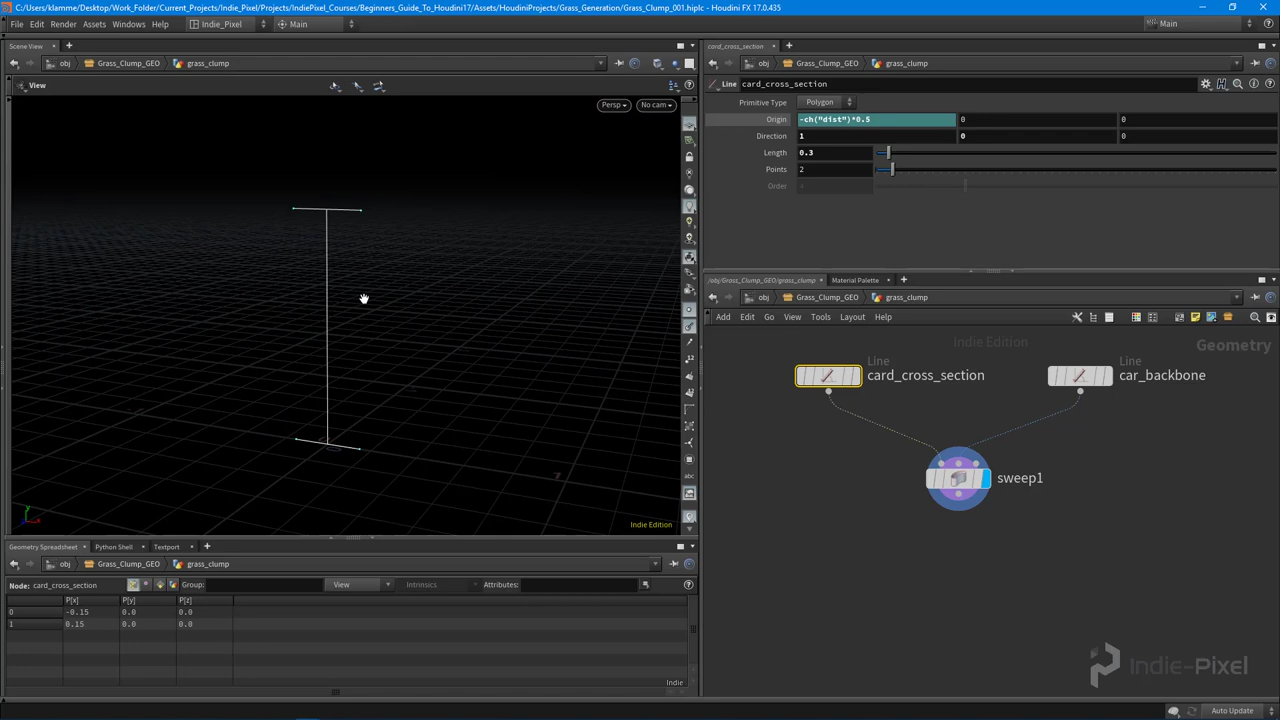 C:/Users/klamme/Desktop/Work_Folder/Current_Projects/Indie_Pixel/Projects/IndiePixel_Courses/Beginners_Guide_To_Houdini17/Assets/HoudiniProjects/Grass_Generation/Grass_Clump_001.hiplc - Houdini FX 17.0.435
File Edit Render Assets Windows Help Indie_Pixel Main Main
Scene View
obj Grass_Clump_GEO grass_clump
View
Persp No cam
Indie Edition
Geometry Spreadsheet Python Shell Textport
obj Grass_Clump_GEO grass_clump
Node: card_cross_section Group: View Intrinsics Attributes:
P[x] P[y] P[z]
0 -0.15 0.0 0.0
1 0.15 0.0 0.0
Indie
card_cross_section
obj Grass_Clump_GEO grass_clump
Line card_cross_section
Primitive Type Polygon
Origin -ch("dist")*0.5 0 0
Direction 1 0 0
Length 0.3
Points 2
Order
/obj/Grass_Clump_GEO/grass_clump Material Palette
obj Grass_Clump_GEO grass_clump
Add Edit Go View Tools Layout Help
Indie Edition Geometry
Line
card_cross_section
Line
car_backbone
sweep1
Indie-Pixel
Auto Update